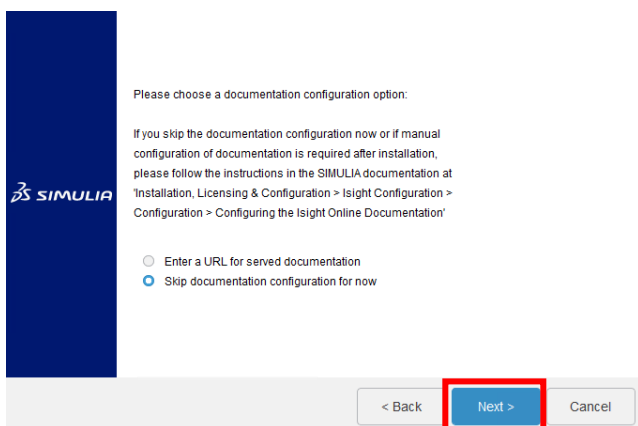 Please choose a documentation configuration option:
If you skip the documentation configuration now or if manual
configuration of documentation is required after installation,
please follow the instructions in the SIMULIA documentation at
'Installation, Licensing & Configuration > Isight Configuration >
Configuration > Configuring the Isight Online Documentation'
3S SIMULIA
Enter a URL for served documentation
Skip documentation configuration for now
< Back
Next >
Cancel